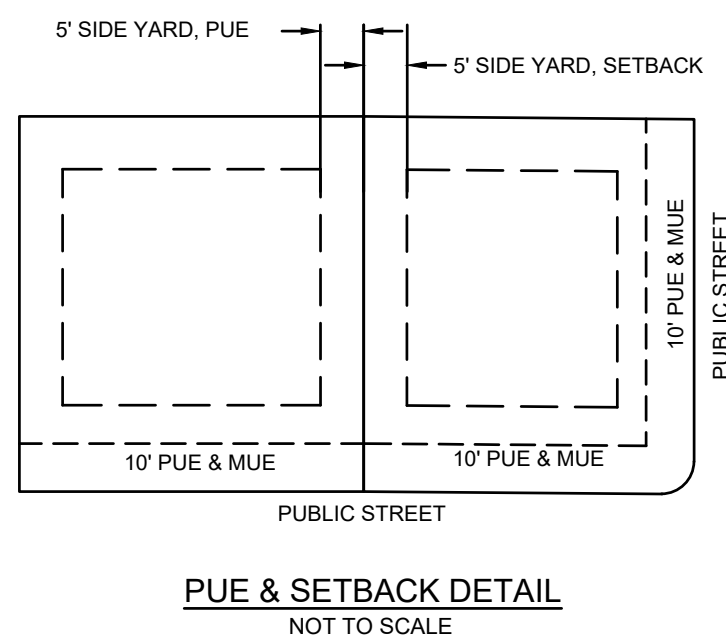 5' SIDE YARD, PUE
5' SIDE YARD, SETBACK
10' PUE & MUE
PUBLIC STREET
10' PUE & MUE
10' PUE & MUE
PUBLIC STREET
PUE & SETBACK DETAIL
NOT TO SCALE